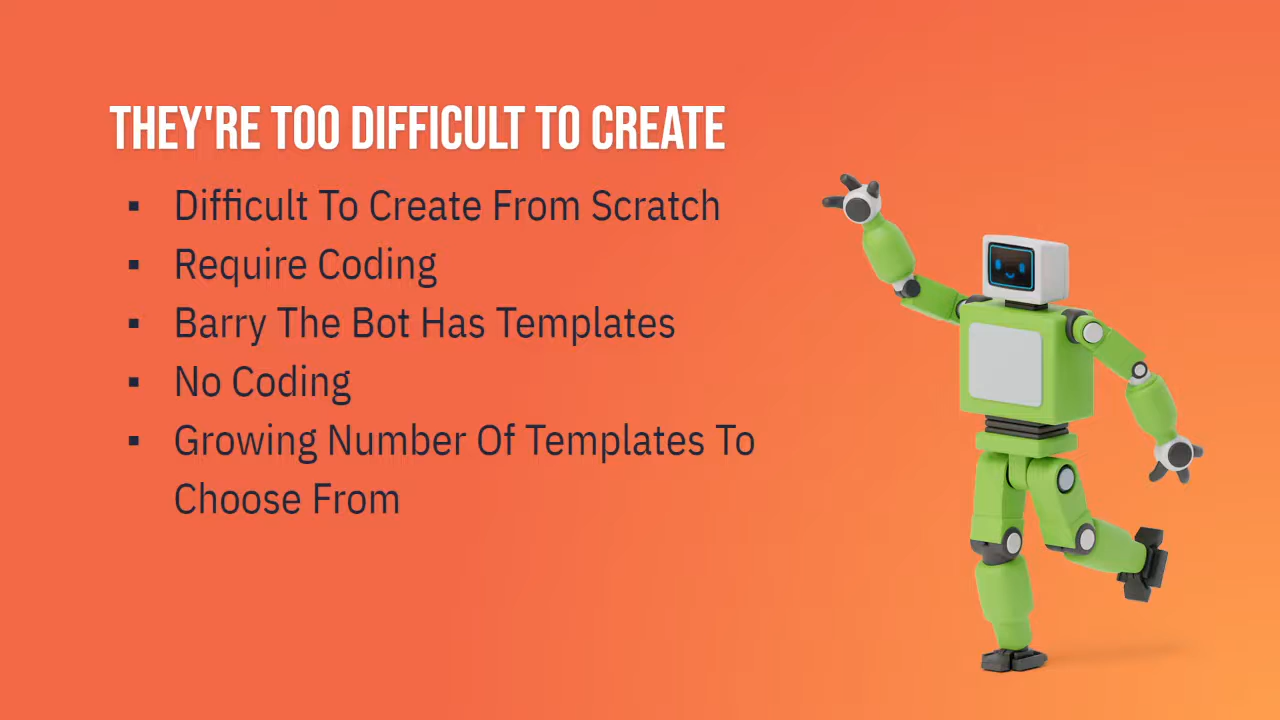 THEY'RE TOO DIFFICULT TO CREATE
▪ Difficult To Create From Scratch
▪ Require Coding
▪ Barry The Bot Has Templates
▪ No Coding
▪ Growing Number Of Templates To
Choose From